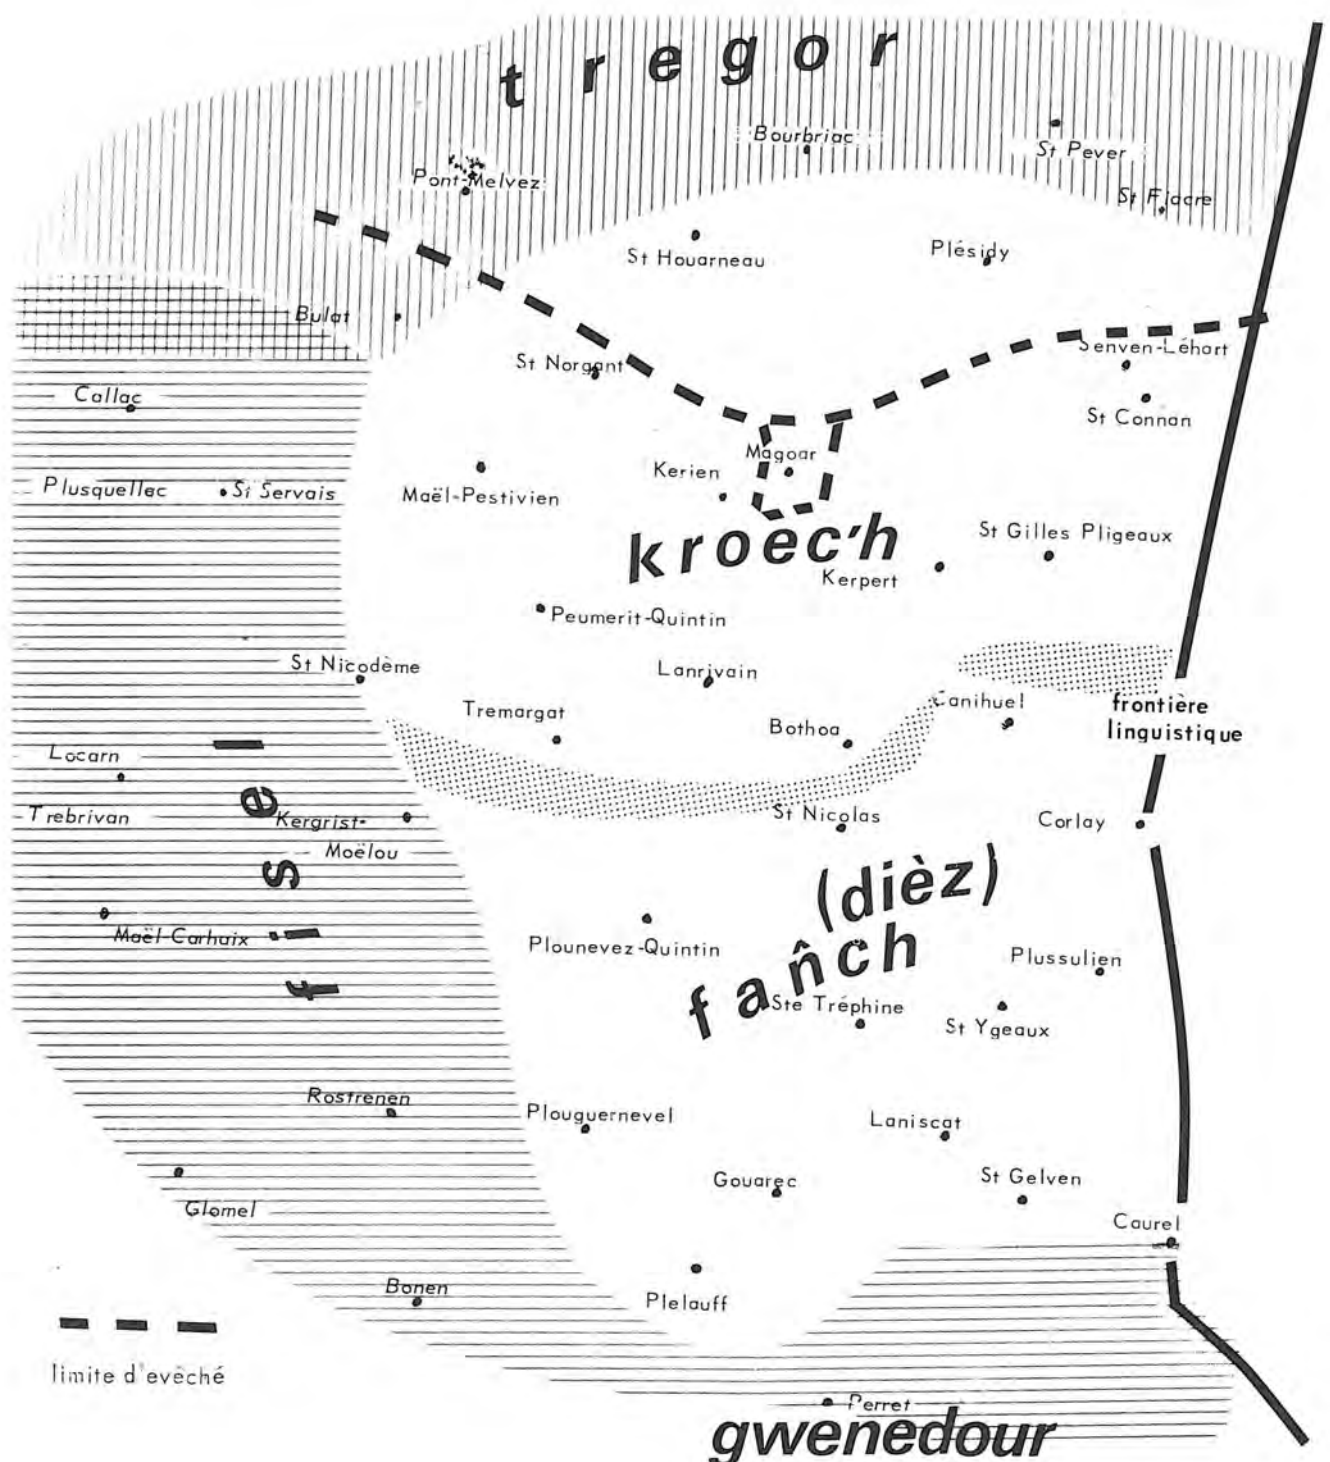 tregor
Bourbriac
St Pever
Pont-Melvez
St Fiacre
St Houarneau
Plésidy
Bulat
St Norgant
Senven-Léhart
Callac
St Connan
Magoar
Kerien
Plusquellec
St Servais
Maël-Pestivien
kroec'h
St Gilles Pligeaux
Kerpert
Peumerit-Quintin
St Nicodème
Lanrivain
Tremargat
Canihuel
Bothoa
frontière
linguistique
Locarn
Trebrivan
Kergrist-
Moëlou
St Nicolas
Corlay
fisel
(dièz)
fañch
Maël-Carhaix
Plounevez-Quintin
Plussulien
Ste Tréphine
St Ygeaux
Rostrenen
Plouguernevel
Laniscat
Gouarec
St Gelven
Glomel
Caurel
Bonen
Plelauff
limite d'evêché
Perret
gwenedour